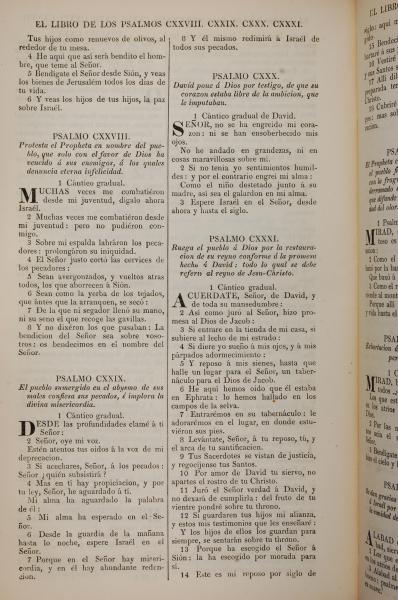 EL LIBRO DE LOS PSALMOS CXXVIII. CXXIX. CXXX. CXXXI.
Tus hijos como renuevos de olivos, al
rededor de tu mesa.
4 He aqui que asi será bendito el hom-
bre, que teme al Señor.
5 Bendigate el Señor desde Sión, y veas
los bienes de Jerusalém todos los dias de
tu vida.
6 Y veas los hijos de tus hijos, la paz
sobre Israél.
PSALMO CXXVIII.
Protesta el Propheta en nombre del pue-
blo, que solo con el favor de Dios ha
vencido á sus enemigos, á los quales
denuncia eterna infelicidad.
1 Cántico gradual.
MUCHAS veces me combatiéron
desde mi juventud, digalo ahora
Israél.
2 Muchas veces me combatiéron desde
mi juventud: pero no pudiéron con-
migo.
3 Sobre mi espalda labráron los peca-
dores: prolongáron su iniquidad.
4 El Señor justo cortó las cervices de
los pecadores:
5 Sean avergonzados, y vueltos atras
todos, los que aborrecen á Sión.
6 Sean como la yerba de los tejados,
que ántes que la arranquen, se secó:
7 De la que ni segador llenó su mano,
ni su seno el que recoge las gavillas.
8 Y no dixéron los que pasaban: La
bendicion del Señor sea sobre voso-
tros: os bendecimos en el nombre del
Señor.
PSALMO CXXIX.
El pueblo sumergido en el abysmo de sus
males confiesa sus pecados, é implora la
divina misericordia.
1 Cántico gradual.
DESDE las profundidades clamé á tí
Señor:
2 Señor, oye mi voz.
Estén atentos tus oidos á la voz de mi
deprecacion.
3 Si acechares, Señor, á los pecados:
Señor ¿quién subsistirá?
4 Mas en tí hay propiciacion, y por
tu ley, Señor, he aguardado á tí.
Mi alma ha aguardado la palabra
de él:
5 Mi alma ha esperado en el Se-
ñor.
6 Desde la guardia de la mañana
hasta lo noche, espere Israél en el
Señor.
7 Porque en el Señor hay miseri-
cordia, y en él hay abundante reden-
cion.
8 Y él mismo redimirá á Israél de
todos sus pecados.
PSALMO CXXX.
David pone á Dios por testigo, de que su
corazon estaba libre de la ambicion, que
le imputaban.
1 Cántico gradual de David.
SEÑOR, no se ha engreido mi cora-
zon: ni se han ensoberbecido mis
ojos.
No he andado en grandezas, ni en
cosas maravillosas sobre mí.
2 Si no tenia yo sentimientos humil-
des: y por el contrario engreí mi alma:
Como el niño destetado junto á su
madre, asi sea el galardon en mi alma.
3 Espere Israél en el Señor, desde
ahora y hasta el siglo.
PSALMO CXXXI.
Ruega el pueblo á Dios por la restaura-
cion de su reyno conforme á la promesa
hecha á David: todo lo qual se debe
referir al reyno de Jesu-Christo.
1 Cántico gradual.
ACUERDATE, Señor, de David, y
de toda su mansedumbre:
2 Asi como juró al Señor, hizo pro-
mesa al Dios de Jacob:
3 Si entrare en la tienda de mi casa, si
subiere al lecho de mi estrado:
4 Si diere yo sueño á mis ojos, y á mis
párpados adormecimiento:
5 Y reposo á mis sienes, hasta que
halle un lugar para el Señor, un taber-
náculo para el Dios de Jacob.
6 He aqui hemos oido que él estaba
en Ephrata: lo hemos hallado en los
campos de la selva.
7 Entrarémos en su tabernáculo: le
adorarémos en el lugar, en donde estu-
viéron sus piés.
8 Levántate, Señor, á tu reposo, tú, y
el arca de tu santificacion.
9 Tus Sacerdotes se vistan de justicia,
y regocijense tus Santos.
10 Por amor de David tu siervo, no
apartes el rostro de tu Christo.
11 Juró el Señor verdad á David, y
no dexará de cumplirla: del fruto de tu
vientre pondré sobre tu throno.
12 Si guardaren tus hijos mi alianza,
y estos mis testimonios que les enseñaré:
Y los hijos de ellos los guardan para
siempre, se sentarán sobre tu throno.
13 Porque ha escogido el Señor á
Sión: la ha escogido por morada para
sí.
14 Este es mi reposo por siglo de